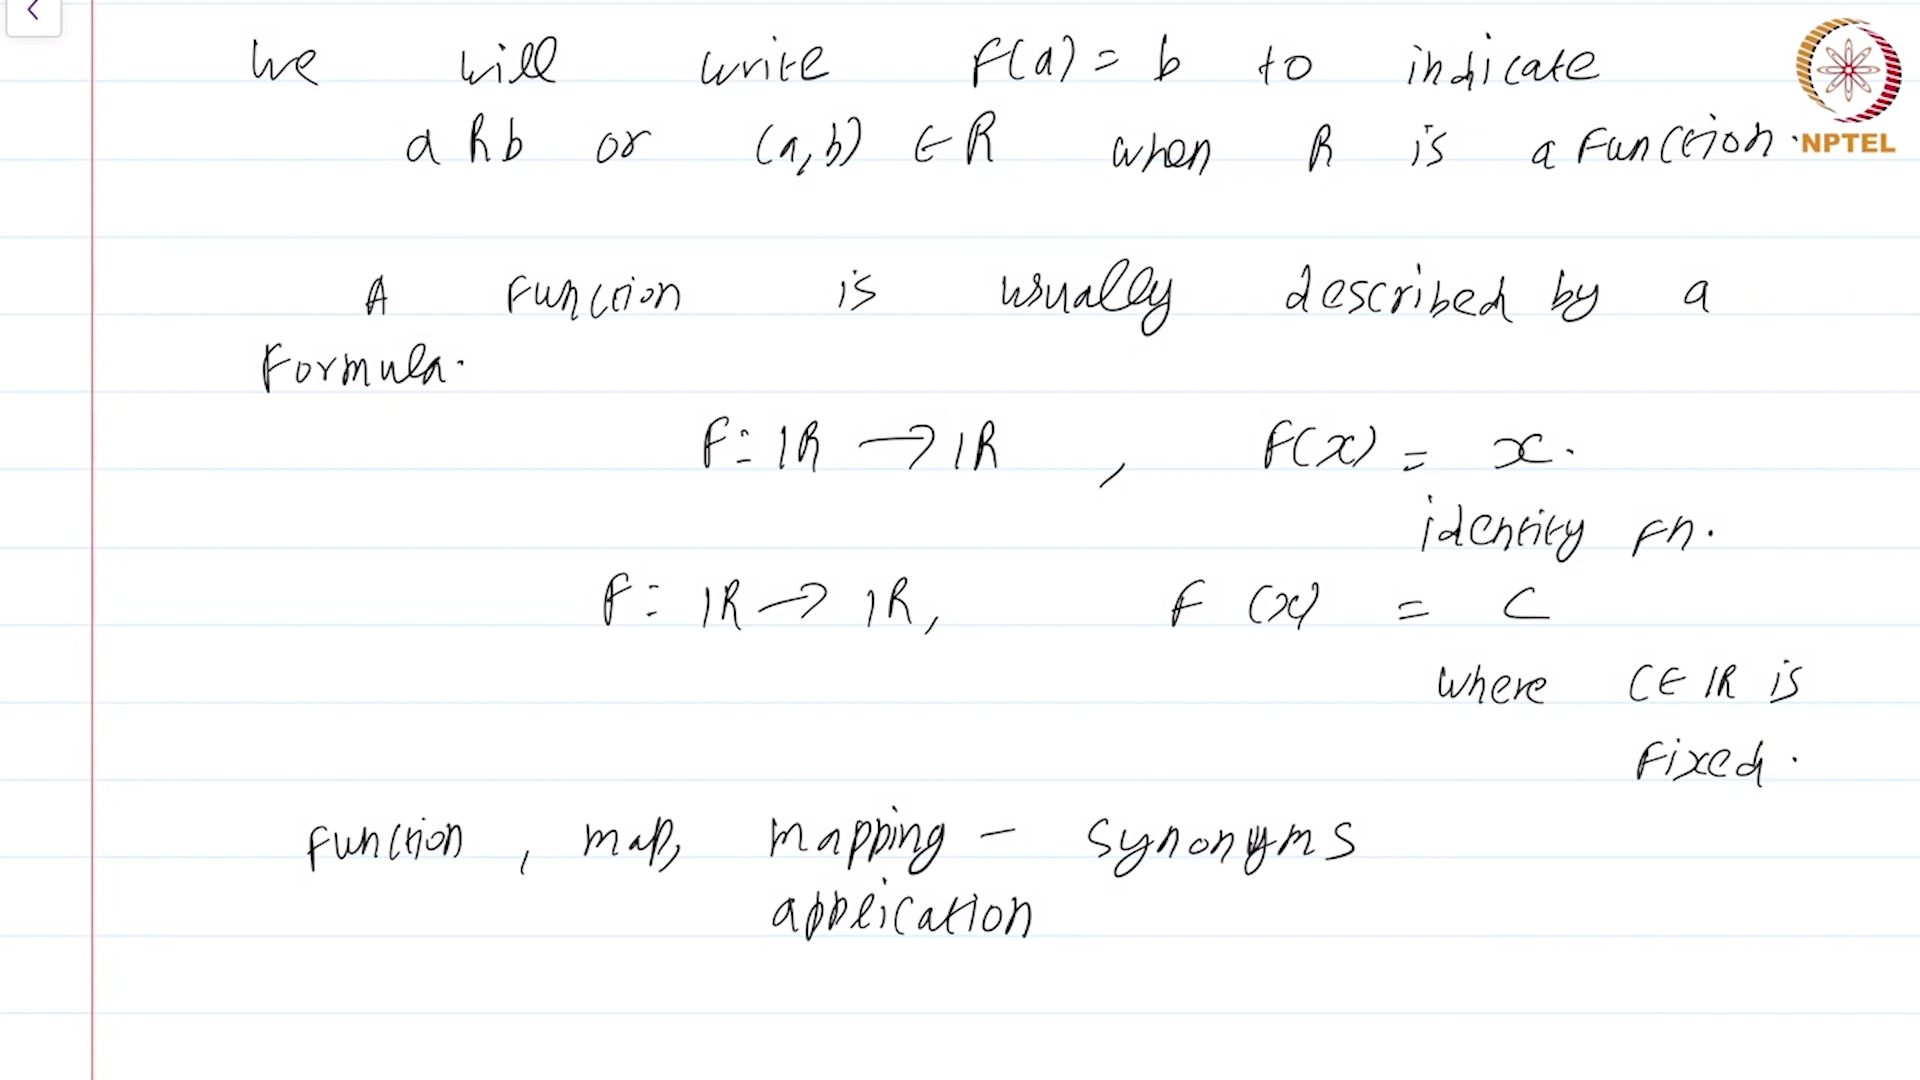 We will write F(a) = b to indicate
a R b or (a, b) ∈ R when R is a Function.
NPTEL
A Function is usually described by a
Formula.
F: ℝ → ℝ , F(x) = x.
identity Fn.
F: ℝ → ℝ, F (x) = C
where C ∈ ℝ is
Fixed.
Function, map, mapping – synonyms
application